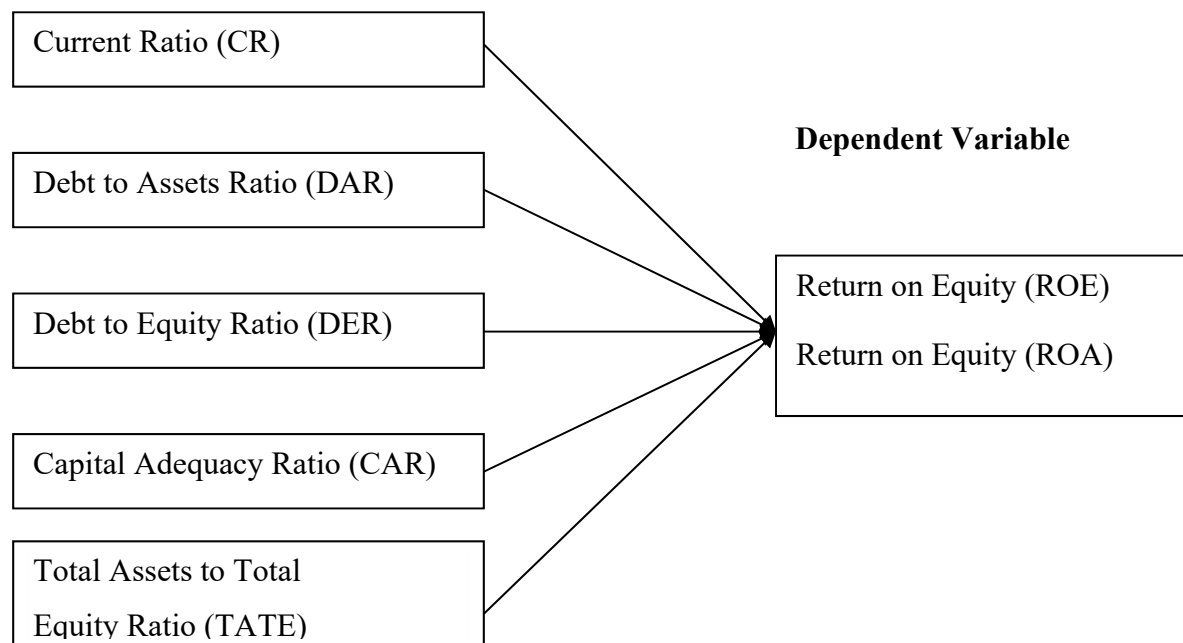 Current Ratio (CR)
Dependent Variable
Debt to Assets Ratio (DAR)
Return on Equity (ROE)
Debt to Equity Ratio (DER)
Return on Equity (ROA)
Capital Adequacy Ratio (CAR)
Total Assets to Total
Equity Ratio (TATE)